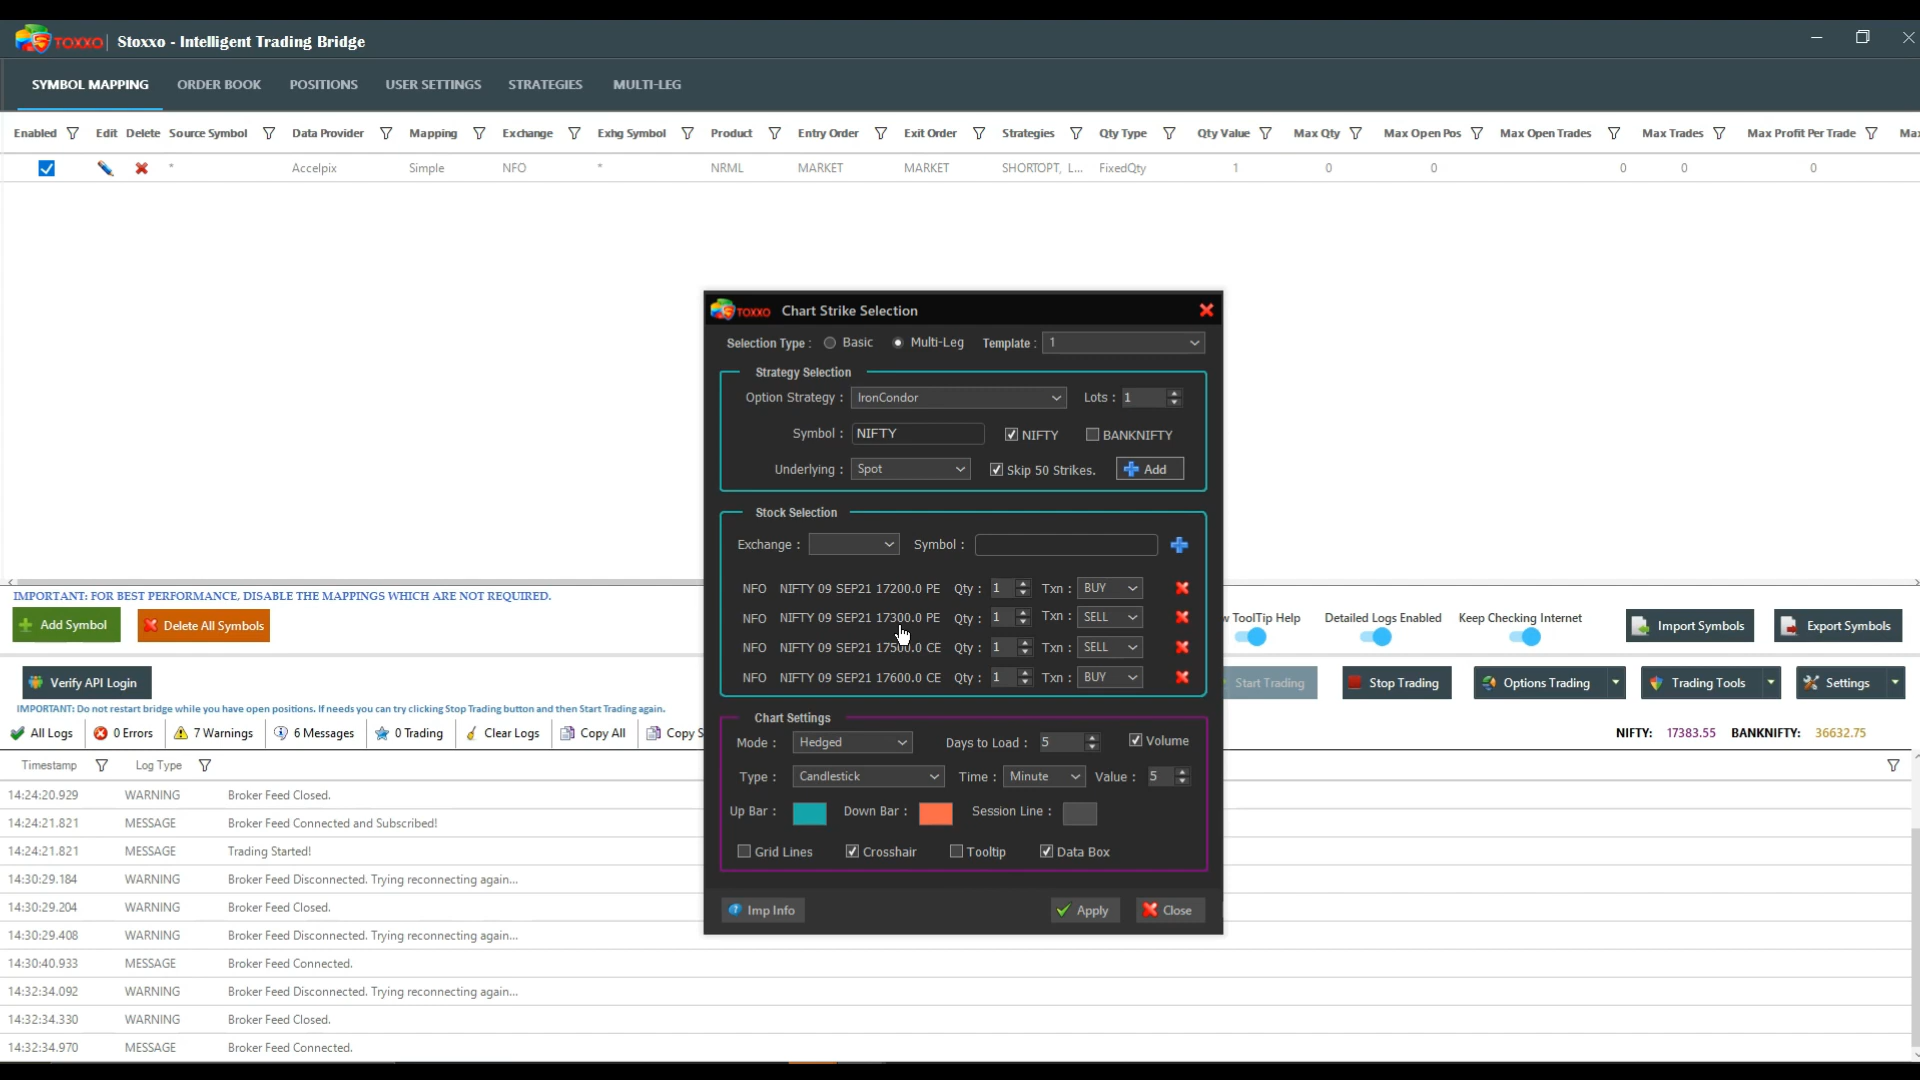 TOXXO Stoxxo - Intelligent Trading Bridge
SYMBOL MAPPING ORDER BOOK POSITIONS USER SETTINGS STRATEGIES MULTI-LEG
Enabled Edit Delete Source Symbol Data Provider Mapping Exchange Exhg Symbol Product Entry Order Exit Order Strategies Qty Type Qty Value Max Qty Max Open Pos Max Open Trades Max Trades Max Profit Per Trade Ma
* Accelpix Simple NFO * NRML MARKET MARKET SHORTOPT, L... FixedQty 1 0 0 0 0 0
TOXXO Chart Strike Selection
Selection Type : Basic Multi-Leg Template : 1
Strategy Selection
Option Strategy : IronCondor Lots : 1
Symbol : NIFTY NIFTY BANKNIFTY
Underlying : Spot Skip 50 Strikes. Add
Stock Selection
Exchange : Symbol :
NFO NIFTY 09 SEP21 17200.0 PE Qty : 1 Txn : BUY
NFO NIFTY 09 SEP21 17300.0 PE Qty : 1 Txn : SELL
NFO NIFTY 09 SEP21 17500.0 CE Qty : 1 Txn : SELL
NFO NIFTY 09 SEP21 17600.0 CE Qty : 1 Txn : BUY
Chart Settings
Mode : Hedged Days to Load : 5 Volume
Type : Candlestick Time : Minute Value : 5
Up Bar : Down Bar : Session Line :
Grid Lines Crosshair Tooltip Data Box
Imp Info Apply Close
IMPORTANT: FOR BEST PERFORMANCE, DISABLE THE MAPPINGS WHICH ARE NOT REQUIRED.
Add Symbol Delete All Symbols w ToolTip Help Detailed Logs Enabled Keep Checking Internet Import Symbols Export Symbols
Verify API Login Start Trading Stop Trading Options Trading Trading Tools Settings
IMPORTANT: Do not restart bridge while you have open positions. If needs you can try clicking Stop Trading button and then Start Trading again.
All Logs 0 Errors 7 Warnings 6 Messages 0 Trading Clear Logs Copy All Copy S NIFTY: 17383.55 BANKNIFTY: 36632.75
Timestamp Log Type
14:24:20.929 WARNING Broker Feed Closed.
14:24:21.821 MESSAGE Broker Feed Connected and Subscribed!
14:24:21.821 MESSAGE Trading Started!
14:30:29.184 WARNING Broker Feed Disconnected. Trying reconnecting again...
14:30:29.204 WARNING Broker Feed Closed.
14:30:29.408 WARNING Broker Feed Disconnected. Trying reconnecting again...
14:30:40.933 MESSAGE Broker Feed Connected.
14:32:34.092 WARNING Broker Feed Disconnected. Trying reconnecting again...
14:32:34.330 WARNING Broker Feed Closed.
14:32:34.970 MESSAGE Broker Feed Connected.